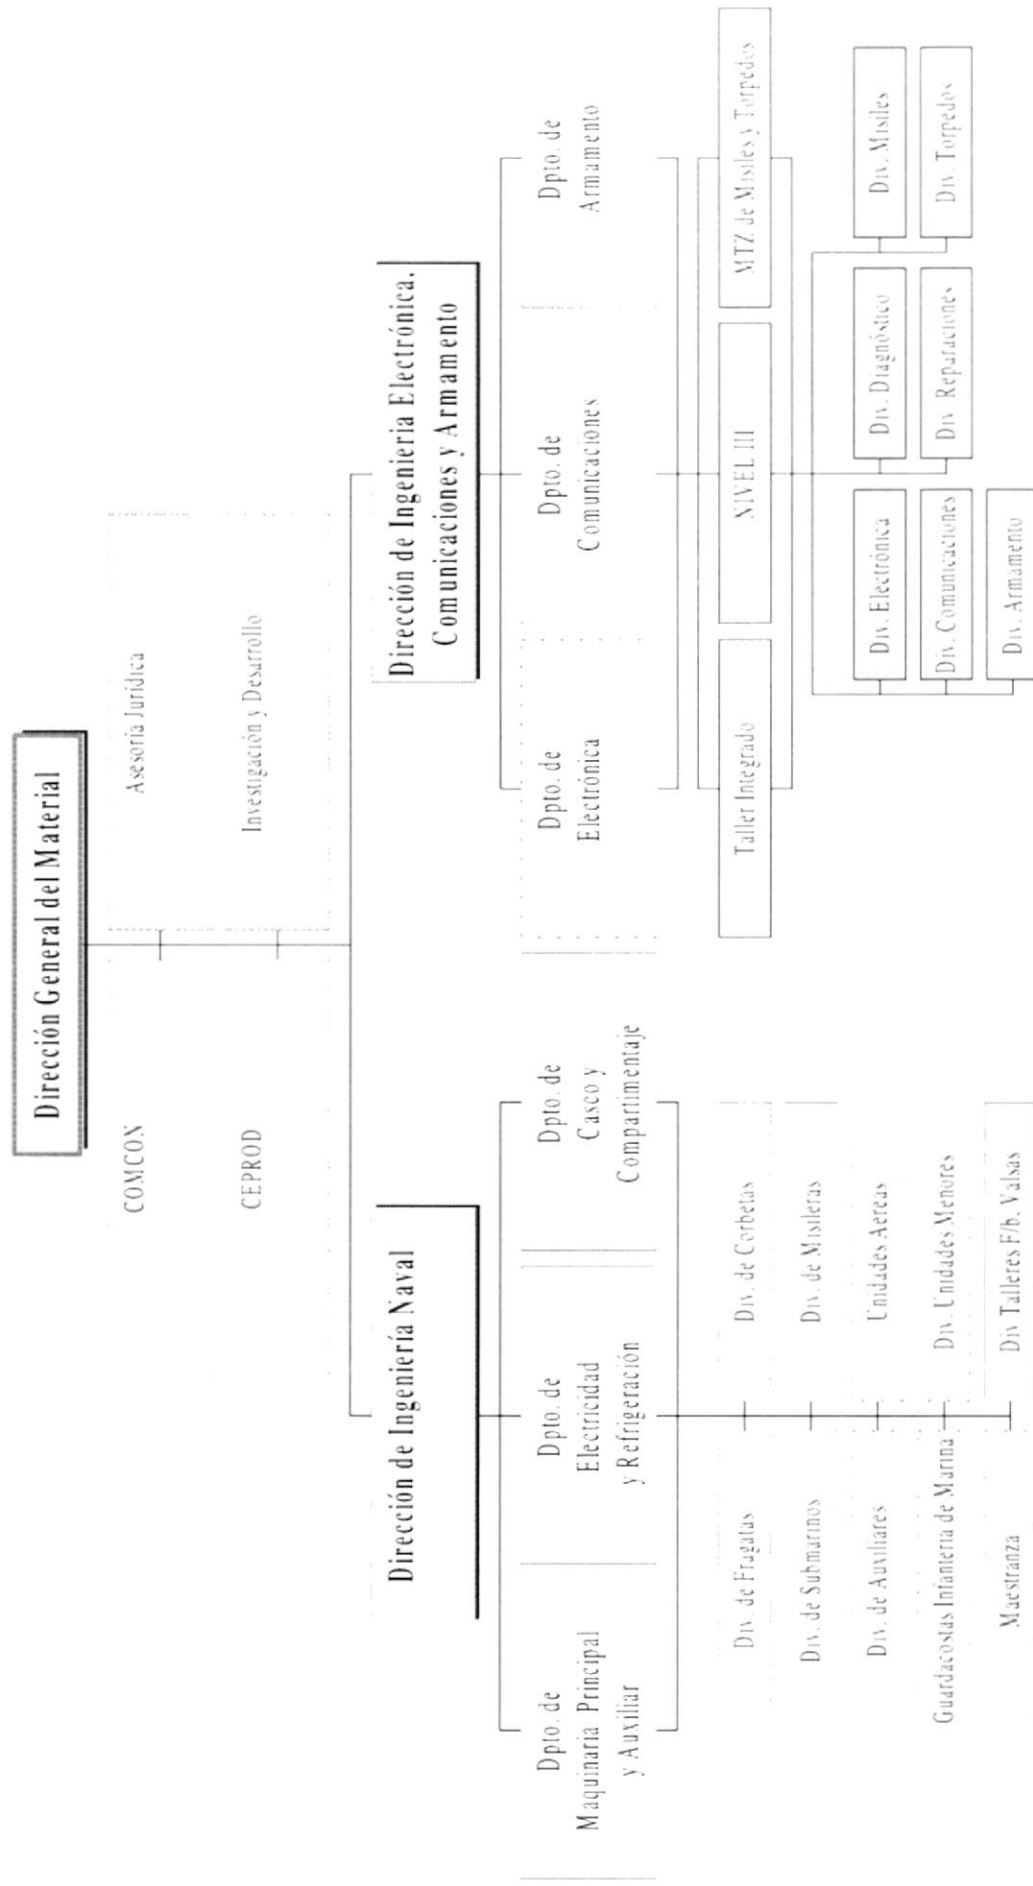 Dirección General del Material
COMCON
Asesoría Jurídica
CEPROD
Investigación y Desarrollo
Dirección de Ingeniería Naval
Dirección de Ingenieria Electrónica.
Comunicaciones y Armamento
Dpto. de
Maquinaria Principal
y Auxiliar
Dpto. de
Electricidad
y Refrigeración
Dpto. de
Casco y
Compartimentaje
Dpto. de
Electrónica
Dpto. de
Comunicaciones
Dpto. de
Armamento
Div. de Fragatas
Div. de Corbetas
Div. de Submarinos
Div. de Misileras
Div. de Auxiliares
Unidades Aereas
Guardacostas Infanteria de Marina
Div. Unidades Menores
Maestranza
Div Talleres F/b. Valsas
Taller Integrado
NIVEL III
MTZ de Misiles y Torpedos
Div. Electrónica
Div. Comunicaciones
Div. Armamento
Div. Diagnóstico
Div Reparaciones
Div. Misiles
Div. Torpedos